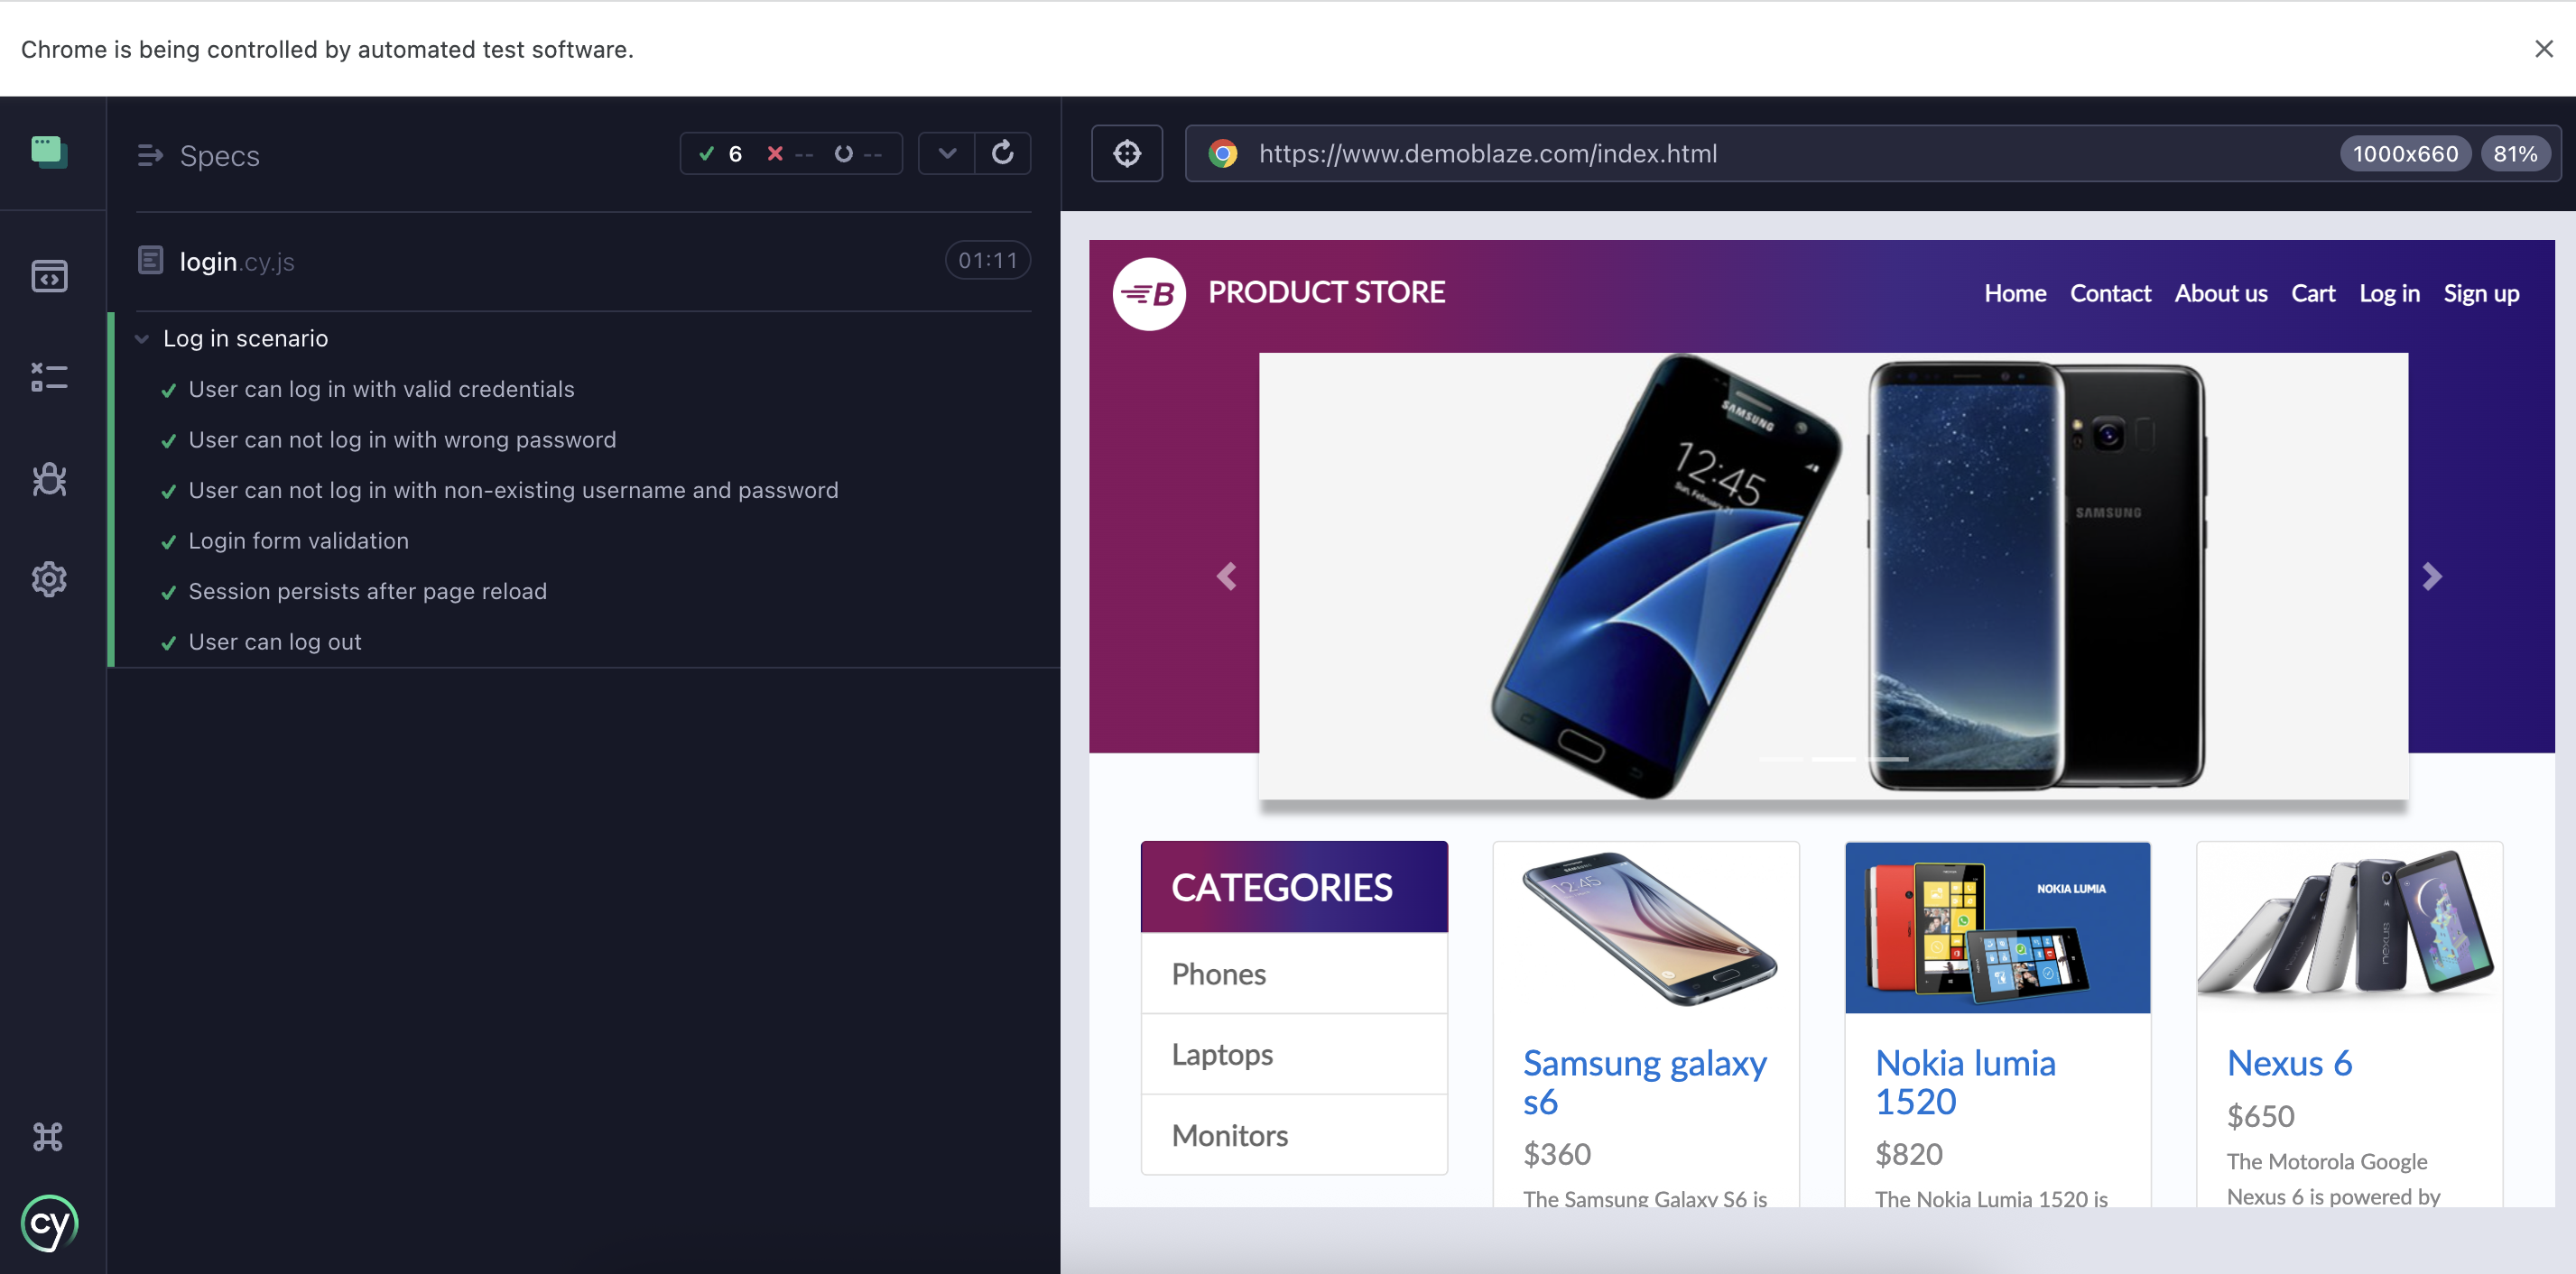 Chrome is being controlled by automated test software.
Specs
6 -- --
https://www.demoblaze.com/index.html
1000x660 81%
login.cy.js
01:11
Log in scenario
User can log in with valid credentials
User can not log in with wrong password
User can not log in with non-existing username and password
Login form validation
Session persists after page reload
User can log out
cy
B PRODUCT STORE
Home Contact About us Cart Log in Sign up
SAMSUNG
12:45
SAMSUNG
CATEGORIES
Phones
Laptops
Monitors
12:45
Samsung galaxy
s6
$360
The Samsung Galaxy S6 is
NOKIA LUMIA
Nokia lumia
1520
$820
The Nokia Lumia 1520 is
nexus
Nexus 6
$650
The Motorola Google
Nexus 6 is powered by